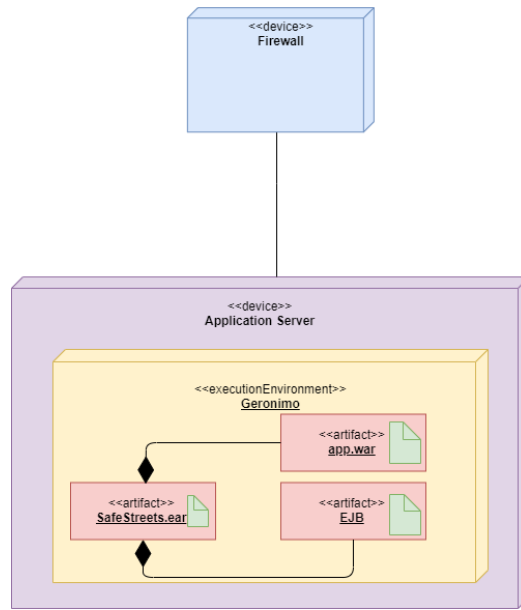 <<device>>
Firewall
<<device>>
Application Server
<<executionEnvironment>>
Geronimo
<<artifact>>
app.war
<<artifact>>
SafeStreets.ear
<<artifact>>
EJB